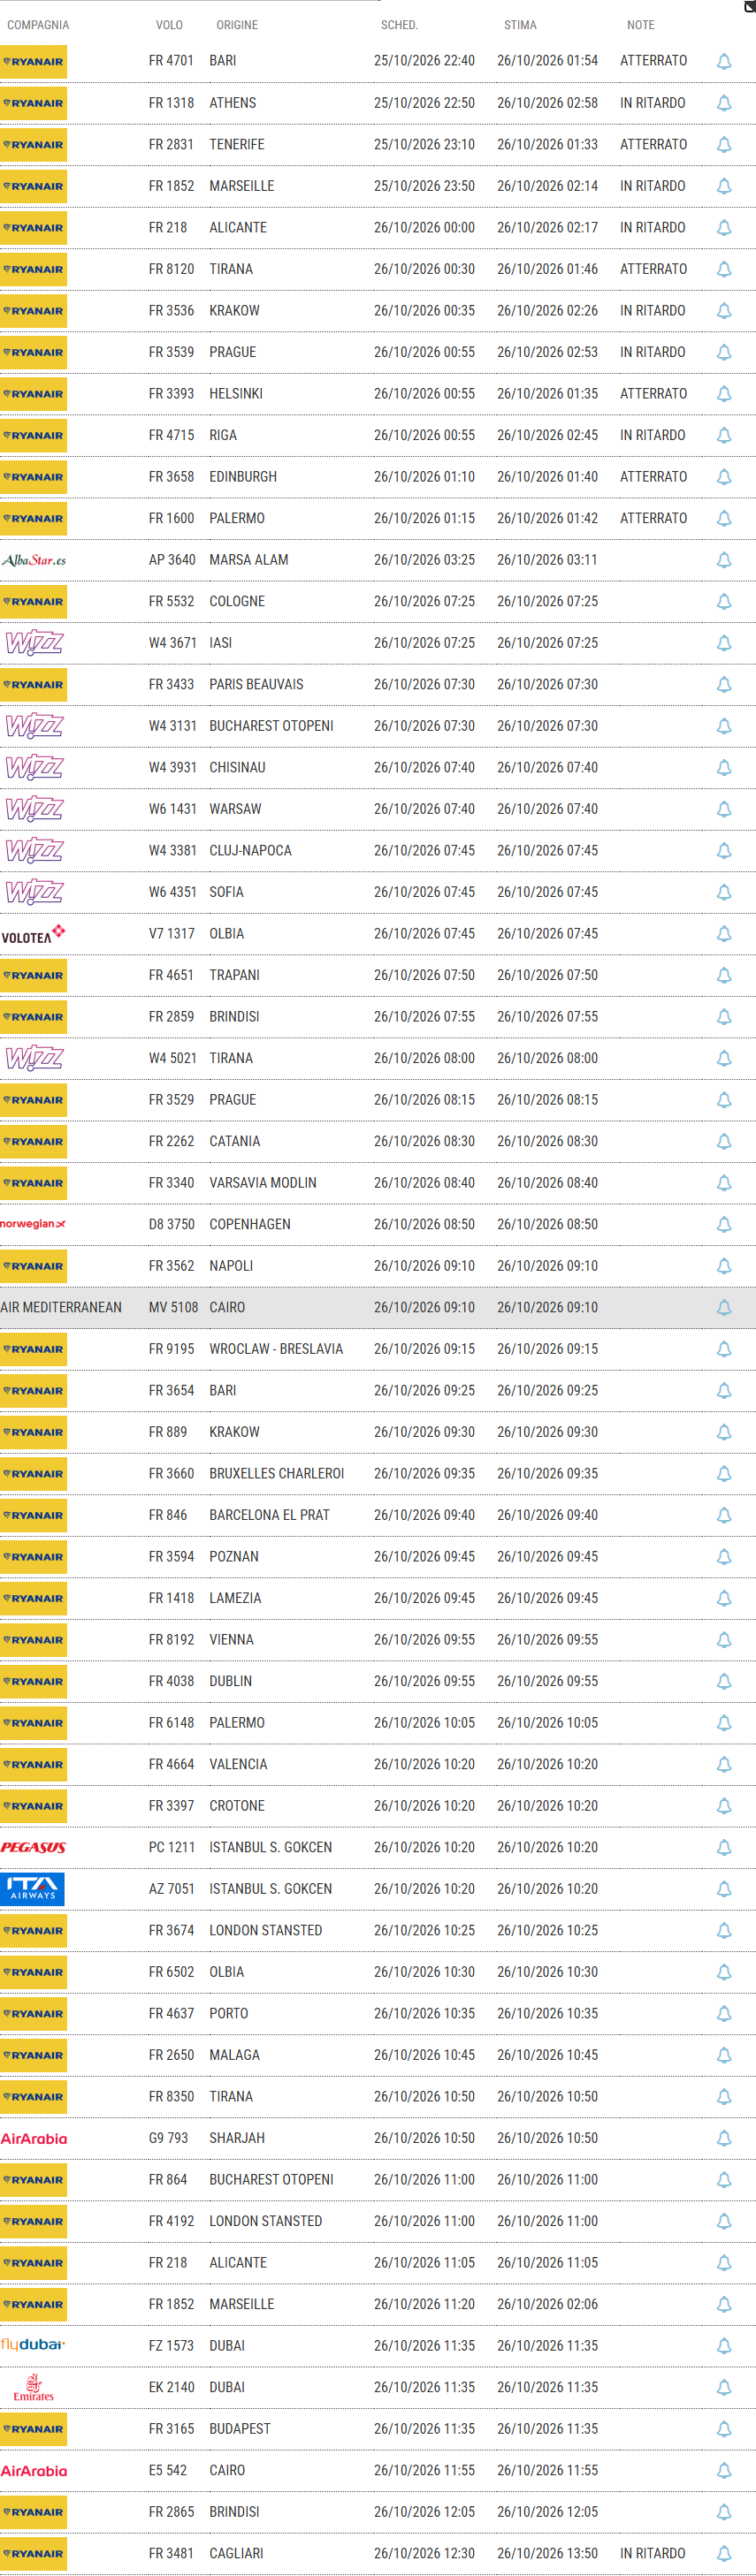 COMPAGNIA VOLO ORIGINE SCHED. STIMA NOTE
RYANAIR FR 4701 BARI 25/10/2026 22:40 26/10/2026 01:54 ATTERRATO
RYANAIR FR 1318 ATHENS 25/10/2026 22:50 26/10/2026 02:58 IN RITARDO
RYANAIR FR 2831 TENERIFE 25/10/2026 23:10 26/10/2026 01:33 ATTERRATO
RYANAIR FR 1852 MARSEILLE 25/10/2026 23:50 26/10/2026 02:14 IN RITARDO
RYANAIR FR 218 ALICANTE 26/10/2026 00:00 26/10/2026 02:17 IN RITARDO
RYANAIR FR 8120 TIRANA 26/10/2026 00:30 26/10/2026 01:46 ATTERRATO
RYANAIR FR 3536 KRAKOW 26/10/2026 00:35 26/10/2026 02:26 IN RITARDO
RYANAIR FR 3539 PRAGUE 26/10/2026 00:55 26/10/2026 02:53 IN RITARDO
RYANAIR FR 3393 HELSINKI 26/10/2026 00:55 26/10/2026 01:35 ATTERRATO
RYANAIR FR 4715 RIGA 26/10/2026 00:55 26/10/2026 02:45 IN RITARDO
RYANAIR FR 3658 EDINBURGH 26/10/2026 01:10 26/10/2026 01:40 ATTERRATO
RYANAIR FR 1600 PALERMO 26/10/2026 01:15 26/10/2026 01:42 ATTERRATO
AlbaStar.es AP 3640 MARSA ALAM 26/10/2026 03:25 26/10/2026 03:11
RYANAIR FR 5532 COLOGNE 26/10/2026 07:25 26/10/2026 07:25
WIZZ W4 3671 IASI 26/10/2026 07:25 26/10/2026 07:25
RYANAIR FR 3433 PARIS BEAUVAIS 26/10/2026 07:30 26/10/2026 07:30
WIZZ W4 3131 BUCHAREST OTOPENI 26/10/2026 07:30 26/10/2026 07:30
WIZZ W4 3931 CHISINAU 26/10/2026 07:40 26/10/2026 07:40
WIZZ W6 1431 WARSAW 26/10/2026 07:40 26/10/2026 07:40
WIZZ W4 3381 CLUJ-NAPOCA 26/10/2026 07:45 26/10/2026 07:45
WIZZ W6 4351 SOFIA 26/10/2026 07:45 26/10/2026 07:45
VOLOTEA V7 1317 OLBIA 26/10/2026 07:45 26/10/2026 07:45
RYANAIR FR 4651 TRAPANI 26/10/2026 07:50 26/10/2026 07:50
RYANAIR FR 2859 BRINDISI 26/10/2026 07:55 26/10/2026 07:55
WIZZ W4 5021 TIRANA 26/10/2026 08:00 26/10/2026 08:00
RYANAIR FR 3529 PRAGUE 26/10/2026 08:15 26/10/2026 08:15
RYANAIR FR 2262 CATANIA 26/10/2026 08:30 26/10/2026 08:30
RYANAIR FR 3340 VARSAVIA MODLIN 26/10/2026 08:40 26/10/2026 08:40
norwegian D8 3750 COPENHAGEN 26/10/2026 08:50 26/10/2026 08:50
RYANAIR FR 3562 NAPOLI 26/10/2026 09:10 26/10/2026 09:10
AIR MEDITERRANEAN MV 5108 CAIRO 26/10/2026 09:10 26/10/2026 09:10
RYANAIR FR 9195 WROCLAW - BRESLAVIA 26/10/2026 09:15 26/10/2026 09:15
RYANAIR FR 3654 BARI 26/10/2026 09:25 26/10/2026 09:25
RYANAIR FR 889 KRAKOW 26/10/2026 09:30 26/10/2026 09:30
RYANAIR FR 3660 BRUXELLES CHARLEROI 26/10/2026 09:35 26/10/2026 09:35
RYANAIR FR 846 BARCELONA EL PRAT 26/10/2026 09:40 26/10/2026 09:40
RYANAIR FR 3594 POZNAN 26/10/2026 09:45 26/10/2026 09:45
RYANAIR FR 1418 LAMEZIA 26/10/2026 09:45 26/10/2026 09:45
RYANAIR FR 8192 VIENNA 26/10/2026 09:55 26/10/2026 09:55
RYANAIR FR 4038 DUBLIN 26/10/2026 09:55 26/10/2026 09:55
RYANAIR FR 6148 PALERMO 26/10/2026 10:05 26/10/2026 10:05
RYANAIR FR 4664 VALENCIA 26/10/2026 10:20 26/10/2026 10:20
RYANAIR FR 3397 CROTONE 26/10/2026 10:20 26/10/2026 10:20
PEGASUS PC 1211 ISTANBUL S. GOKCEN 26/10/2026 10:20 26/10/2026 10:20
ITA AIRWAYS AZ 7051 ISTANBUL S. GOKCEN 26/10/2026 10:20 26/10/2026 10:20
RYANAIR FR 3674 LONDON STANSTED 26/10/2026 10:25 26/10/2026 10:25
RYANAIR FR 6502 OLBIA 26/10/2026 10:30 26/10/2026 10:30
RYANAIR FR 4637 PORTO 26/10/2026 10:35 26/10/2026 10:35
RYANAIR FR 2650 MALAGA 26/10/2026 10:45 26/10/2026 10:45
RYANAIR FR 8350 TIRANA 26/10/2026 10:50 26/10/2026 10:50
AirArabia G9 793 SHARJAH 26/10/2026 10:50 26/10/2026 10:50
RYANAIR FR 864 BUCHAREST OTOPENI 26/10/2026 11:00 26/10/2026 11:00
RYANAIR FR 4192 LONDON STANSTED 26/10/2026 11:00 26/10/2026 11:00
RYANAIR FR 218 ALICANTE 26/10/2026 11:05 26/10/2026 11:05
RYANAIR FR 1852 MARSEILLE 26/10/2026 11:20 26/10/2026 02:06
flydubai FZ 1573 DUBAI 26/10/2026 11:35 26/10/2026 11:35
Emirates EK 2140 DUBAI 26/10/2026 11:35 26/10/2026 11:35
RYANAIR FR 3165 BUDAPEST 26/10/2026 11:35 26/10/2026 11:35
AirArabia E5 542 CAIRO 26/10/2026 11:55 26/10/2026 11:55
RYANAIR FR 2865 BRINDISI 26/10/2026 12:05 26/10/2026 12:05
RYANAIR FR 3481 CAGLIARI 26/10/2026 12:30 26/10/2026 13:50 IN RITARDO